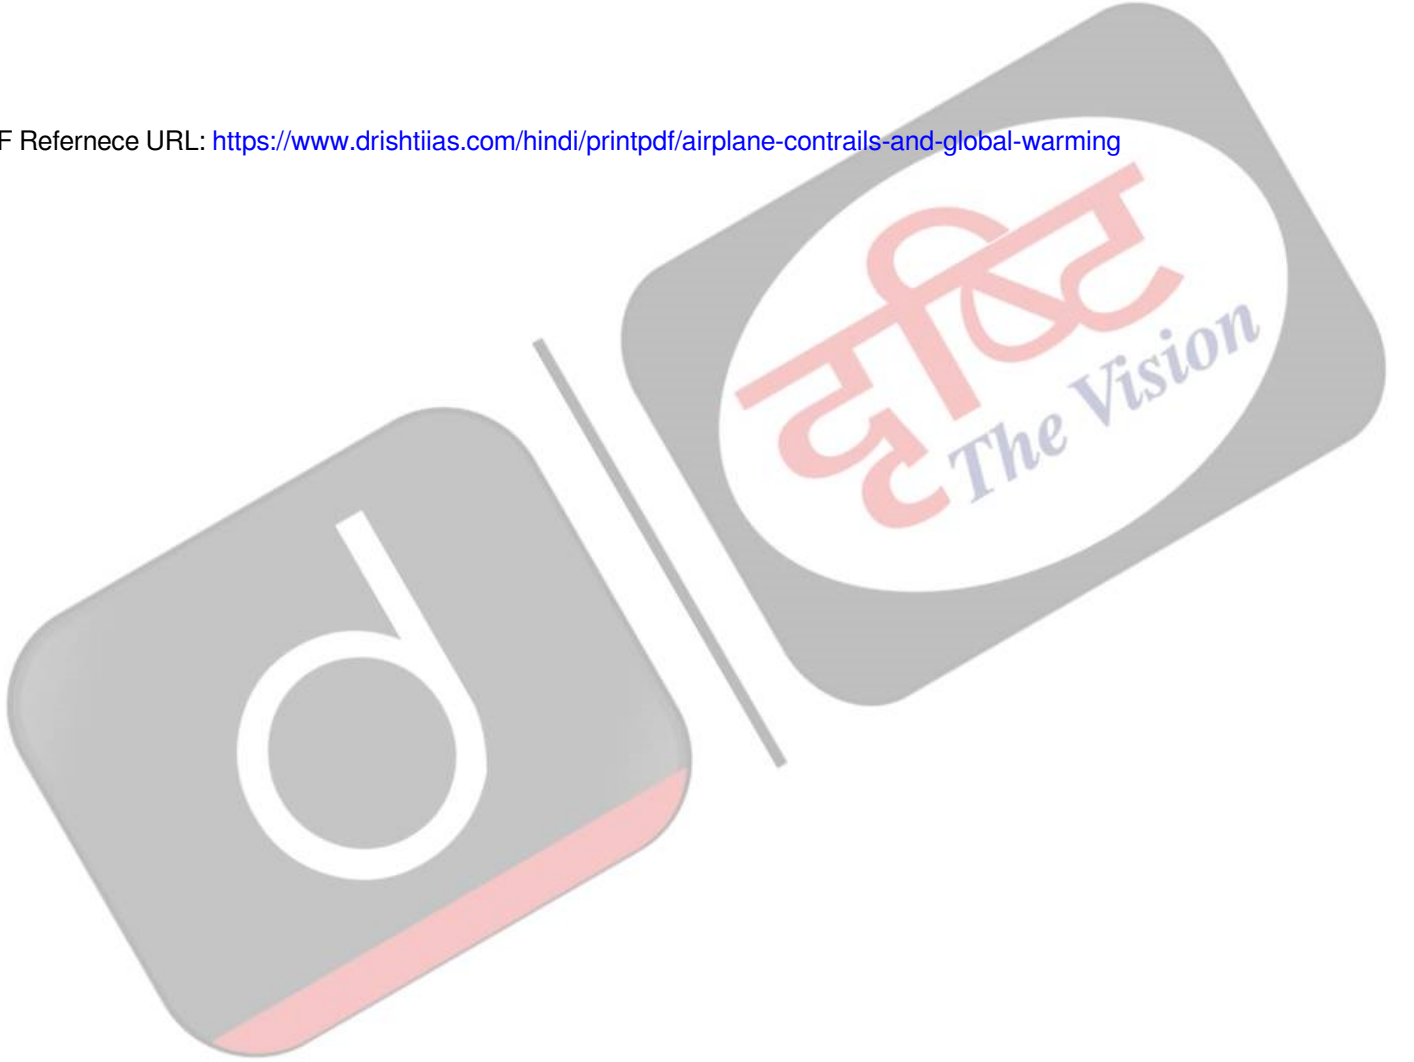 F Refernece URL: https://www.drishtiias.com/hindi/printpdf/airplane-contrails-and-global-warming
दृष्टि
The Vision
d